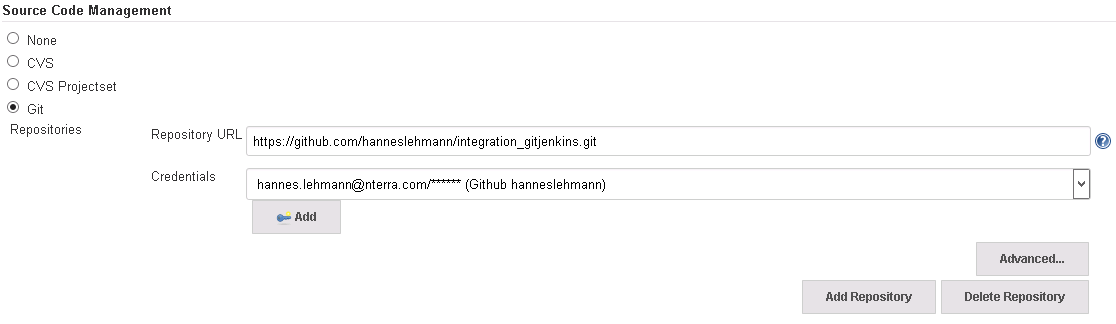 Source Code Management
None
CVS
CVS Projectset
Git
Repositories
Repository URL
https://github.com/hanneslehmann/integration_gitjenkins.git
Credentials
hannes.lehmann@nterra.com/****** (Github hanneslehmann)
Add
Advanced...
Add Repository
Delete Repository